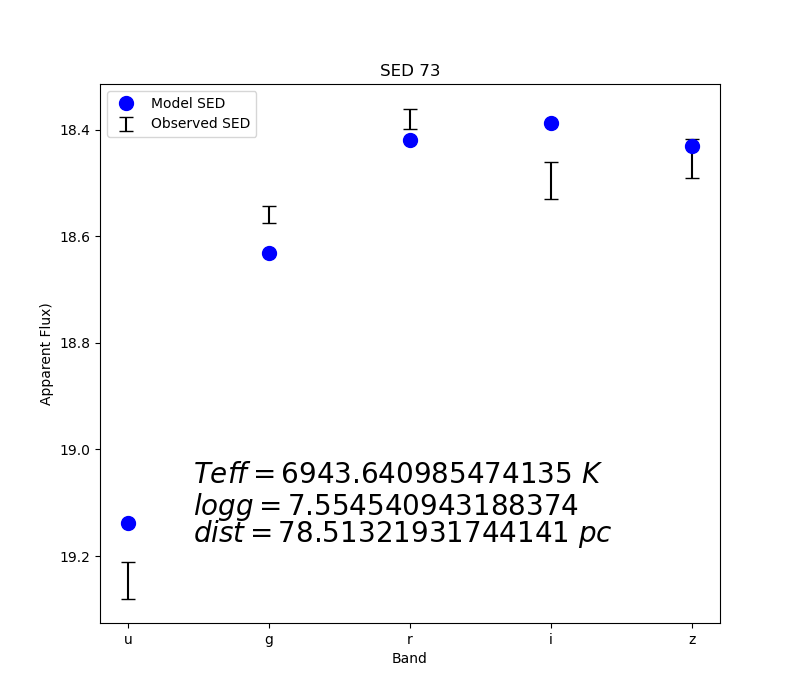 SED 73
Model SED
Observed SED
18.4
18.6
18.8
19.0
19.2
Apparent Flux)
Teff = 6943.640985474135 K
logg = 7.554540943188374
dist = 78.51321931744141 pc
u g r i z
Band